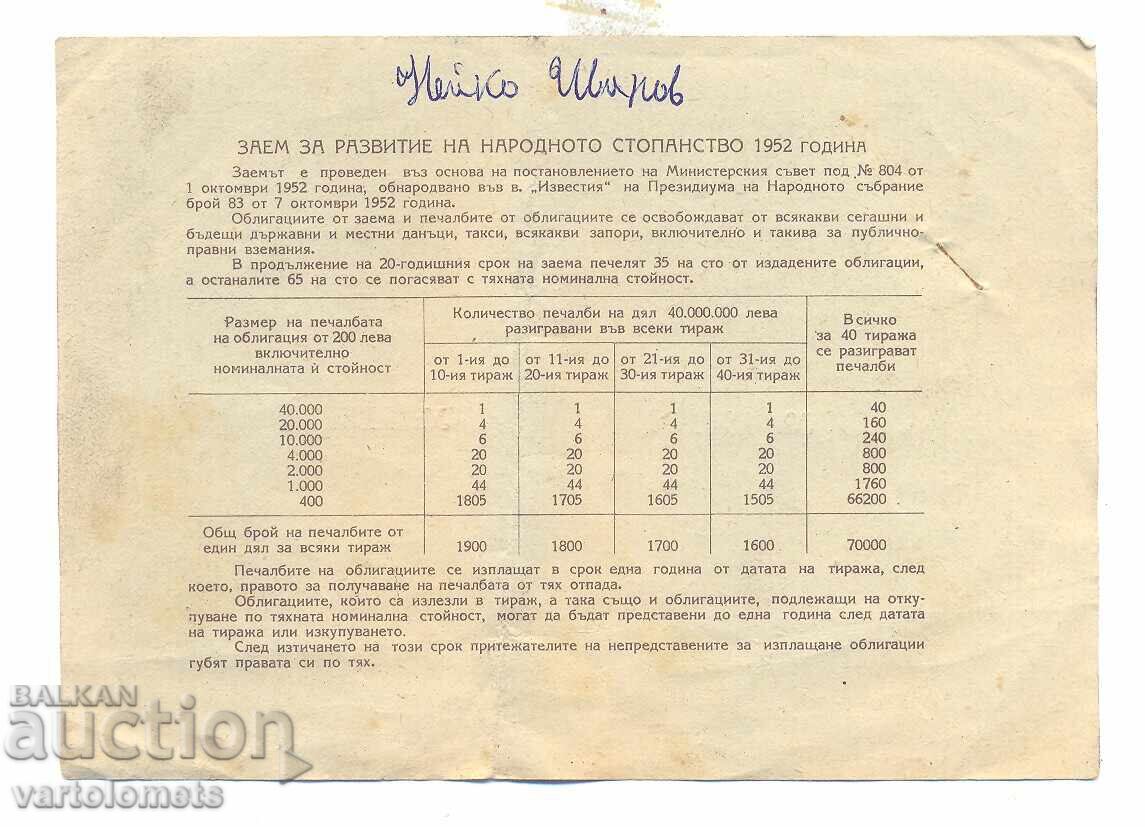 Нейко
ЗАЕМ ЗА РАЗВИТИЕ НА НАРОДНОТО СТОПАНСТВО 1952 ГОДИНА
Заемът е проведен въз основа на постановлението на Министерския съвет под № 804 от
1 октомври 1952 година, обнародвано във в. „Известия“ на Президиума на Народното събрание
брой 83 от 7 октомври 1952 година.
Облигациите от заема и печалбите от облигациите се освобождават от всякакви сегашни и
бъдещи държавни и местни данъци, такси, всякакви запори, включително и такива за публично-
правни вземания.
В продължение на 20-годишния срок на заема печелят 35 на сто от издадените облигации,
а останалите 65 на сто се погасяват с тяхната номинална стойност.
Размер на печалбата
на облигация от 200 лева
включително
номиналната ѝ стойност
Количество печалби на дял 40.000.000 лева
разигравани във всеки тираж
от 1-ия до
10-ия тираж
от 11-ия до
20-ия тираж
от 21-ия до
30-ия тираж
от 31-ия до
40-ия тираж
Всичко
за 40 тиража
се разиграват
печалби
40.000 1 1 1 1 40
20.000 4 4 4 4 160
10.000 6 6 6 6 240
4.000 20 20 20 20 800
2.000 20 20 20 20 800
1.000 44 44 44 44 1760
400 1805 1705 1605 1505 66200
Общ брой на печалбите от
един дял за всяки тираж 1900 1800 1700 1600 70000
Печалбите на облигациите се изплащат в срок една година от датата на тиража, след
което, правото за получаване на печалбата от тях отпада.
Облигациите, които са излезли в тираж, а така също и облигациите, подлежащи на отку-
пуване по тяхната номинална стойност, могат да бъдат представени до една година след датата
на тиража или изкупуването.
След изтичането на този срок притежателите на непредставените за изплащане облигации
губят правата си по тях.
BALKAN
auction
vartolomets